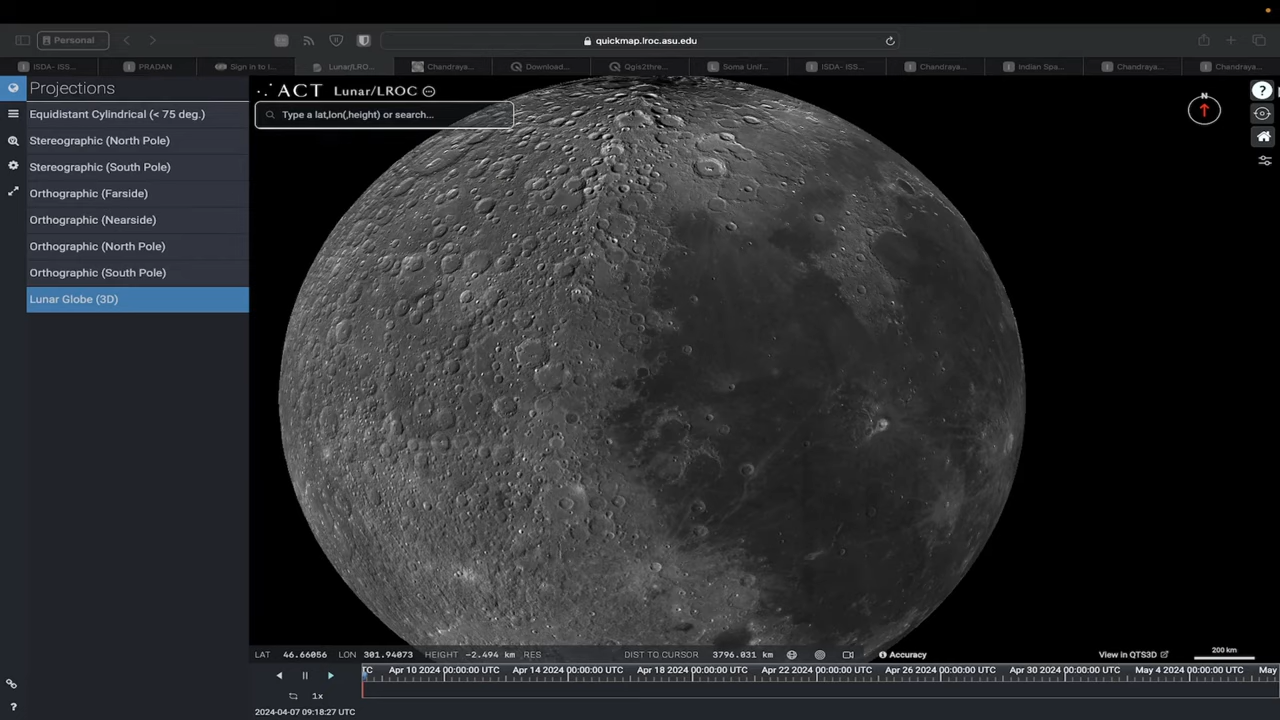 Personal
quickmap.lroc.asu.edu
ISDA- ISS...
PRADAN
Sign in to I...
Lunar/LRO...
Chandraya...
Download...
Qgis2thre...
Soma Unif...
ISDA- ISS...
Chandraya...
Indian Spa...
Chandraya...
Chandraya...
Projections
Equidistant Cylindrical (< 75 deg.)
Stereographic (North Pole)
Stereographic (South Pole)
Orthographic (Farside)
Orthographic (Nearside)
Orthographic (North Pole)
Orthographic (South Pole)
Lunar Globe (3D)
ACT Lunar/LROC
Type a lat,lon(,height) or search...
N
?
LAT 46.66056 LON 301.94073 HEIGHT -2.494 km RES DIST TO CURSOR 3796.031 km Accuracy View in QTS3D 200 km
TC Apr 10 2024 00:00:00 UTC Apr 14 2024 00:00:00 UTC Apr 18 2024 00:00:00 UTC Apr 22 2024 00:00:00 UTC Apr 26 2024 00:00:00 UTC Apr 30 2024 00:00:00 UTC May 4 2024 00:00:00 UTC May
1x
2024-04-07 09:18:27 UTC
?